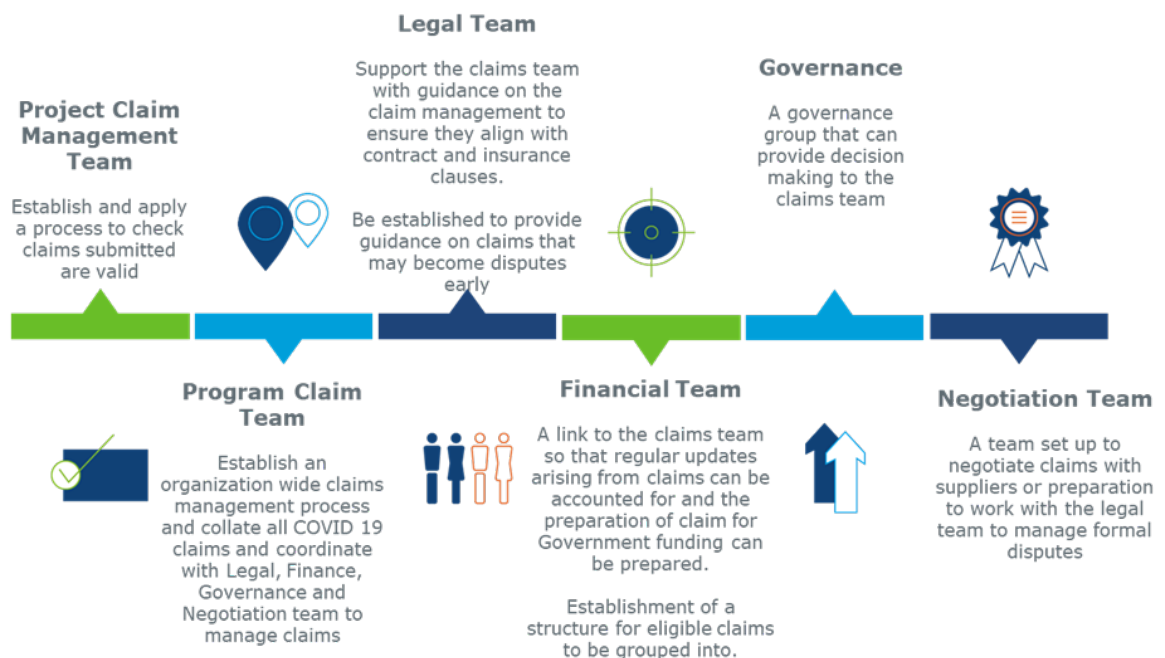 Project Claim
Management
Team
Establish and apply
a process to check
claims submitted
are valid
Program Claim
Team
Establish an
organization wide claims
management process
and collate all COVID 19
claims and coordinate
with Legal, Finance,
Governance and
Negotiation team to
manage claims
Legal Team
Support the claims team
with guidance on the
claim management to
ensure they align with
contract and insurance
clauses.
Be established to provide
guidance on claims that
may become disputes
early
Financial Team
A link to the claims team
so that regular updates
arising from claims can be
accounted for and the
preparation of claim for
Government funding can
be prepared.
Establishment of a
structure for eligible claims
to be grouped into.
Governance
A governance
group that can
provide decision
making to the
claims team
Negotiation Team
A team set up to
negotiate claims with
suppliers or preparation
to work with the legal
team to manage formal
disputes